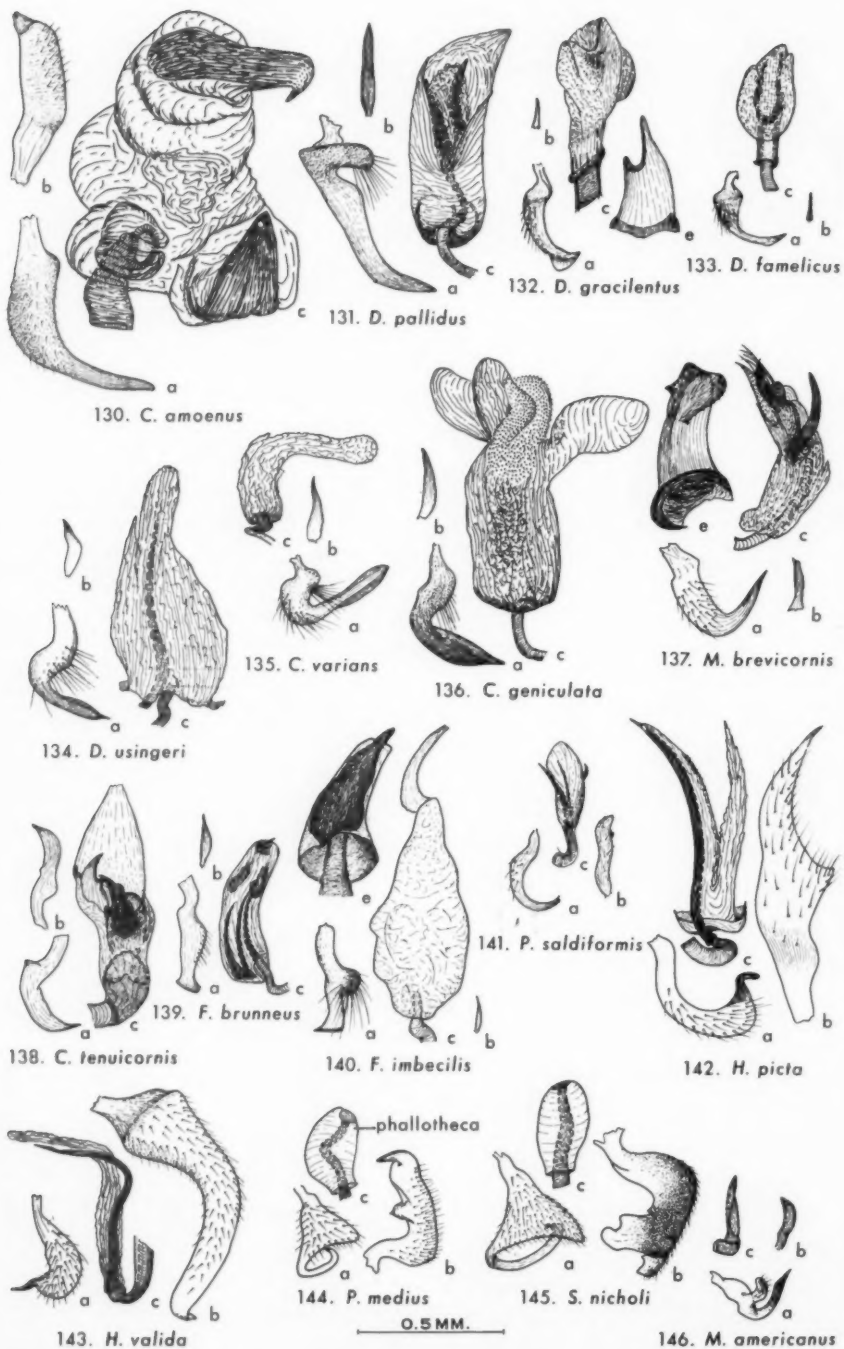 b
c
a
130. C. amoenus
b
a
c
131. D. pallidus
b
c
e
a
132. D. gracilentus
c
b
a
133. D. famelicus
b
a
c
134. D. usingeri
c
b
a
135. C. varians
b
a
c
136. C. geniculata
e
c
b
a
137. M. brevicornis
b
a
c
138. C. tenuicornis
b
a
c
139. F. brunneus
e
a
c
b
140. F. imbecilis
c
b
a
141. P. saldiformis
c
a
b
142. H. picta
a
c
b
143. H. valida
phallotheca
c
a
b
144. P. medius
c
a
b
145. S. nicholi
c
b
a
146. M. americanus
0.5 MM.